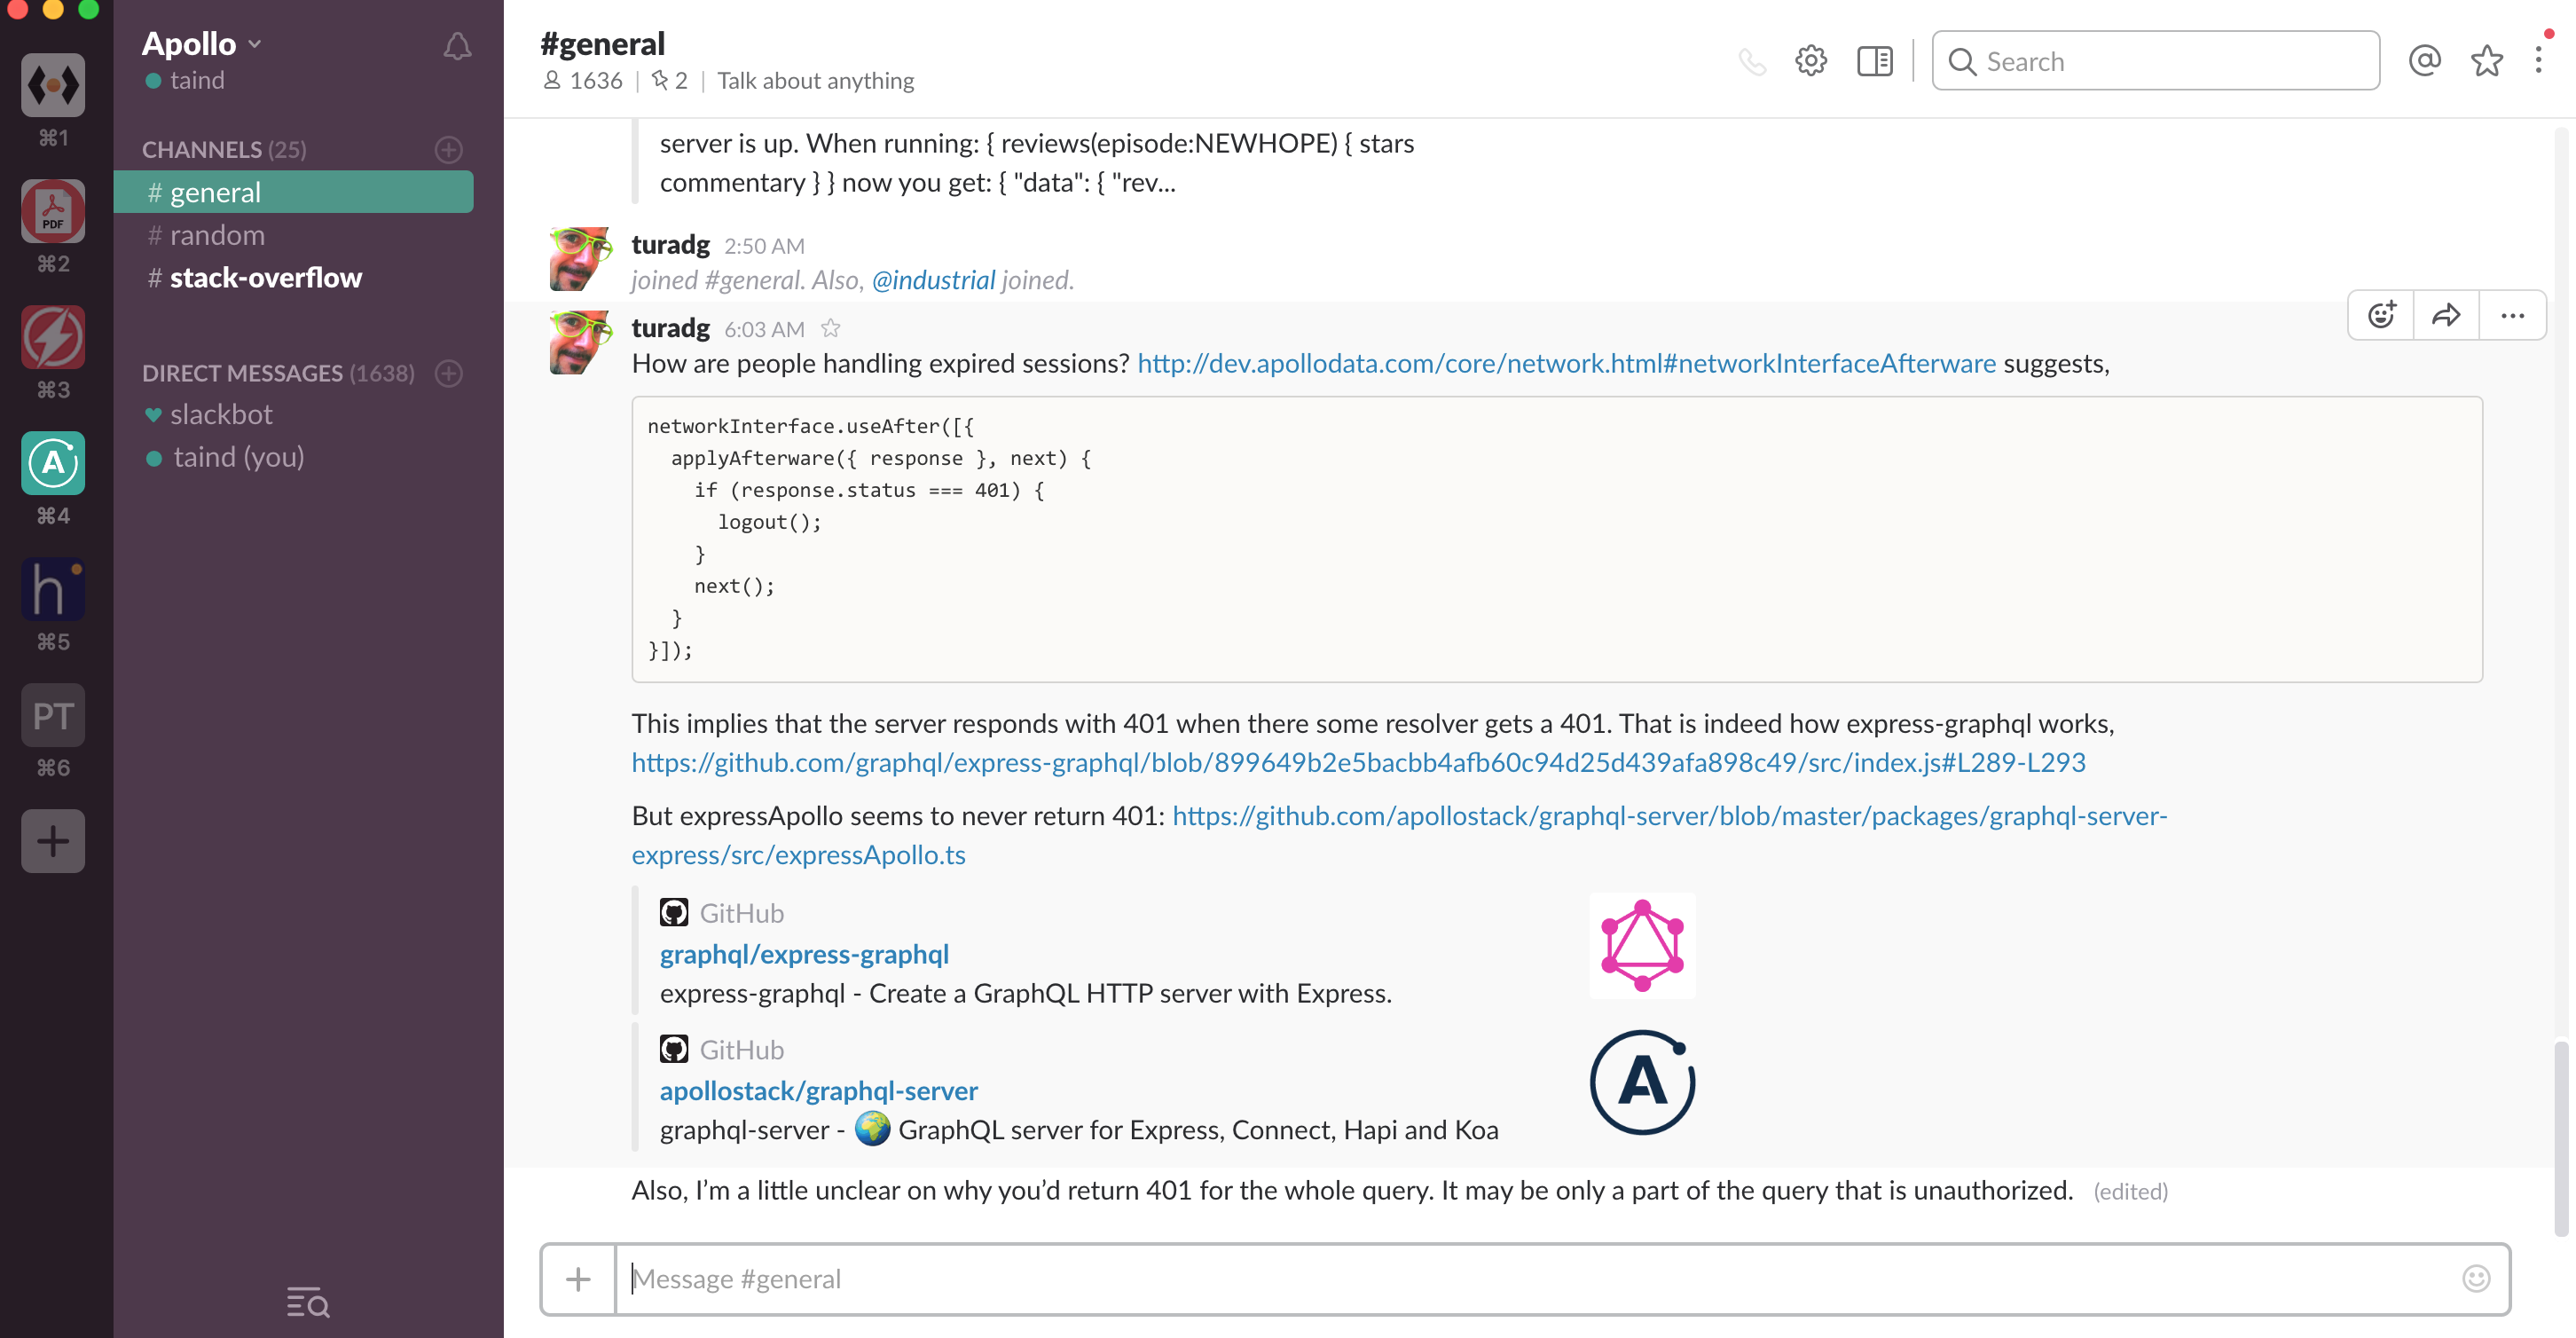 Apollo
taind
CHANNELS (25)
# general
# random
# stack-overflow
DIRECT MESSAGES (1638)
slackbot
taind (you)
⌘1
PDF
⌘2
⌘3
A
⌘4
h
⌘5
PT
⌘6
#general
1636 | 2 | Talk about anything
Search
server is up. When running: { reviews(episode:NEWHOPE) { stars
commentary } } now you get: { "data": { "rev...
turadg 2:50 AM
joined #general. Also, @industrial joined.
turadg 6:03 AM
How are people handling expired sessions? http://dev.apollodata.com/core/network.html#networkInterfaceAfterware suggests,
networkInterface.useAfter([{
  applyAfterware({ response }, next) {
    if (response.status === 401) {
      logout();
    }
    next();
  }
}]);
This implies that the server responds with 401 when there some resolver gets a 401. That is indeed how express-graphql works,
https://github.com/graphql/express-graphql/blob/899649b2e5bacbb4afb60c94d25d439afa898c49/src/index.js#L289-L293
But expressApollo seems to never return 401: https://github.com/apollostack/graphql-server/blob/master/packages/graphql-server-
express/src/expressApollo.ts
GitHub
graphql/express-graphql
express-graphql - Create a GraphQL HTTP server with Express.
GitHub
apollostack/graphql-server
graphql-server - 🌍 GraphQL server for Express, Connect, Hapi and Koa
A
Also, I’m a little unclear on why you’d return 401 for the whole query. It may be only a part of the query that is unauthorized. (edited)
Message #general